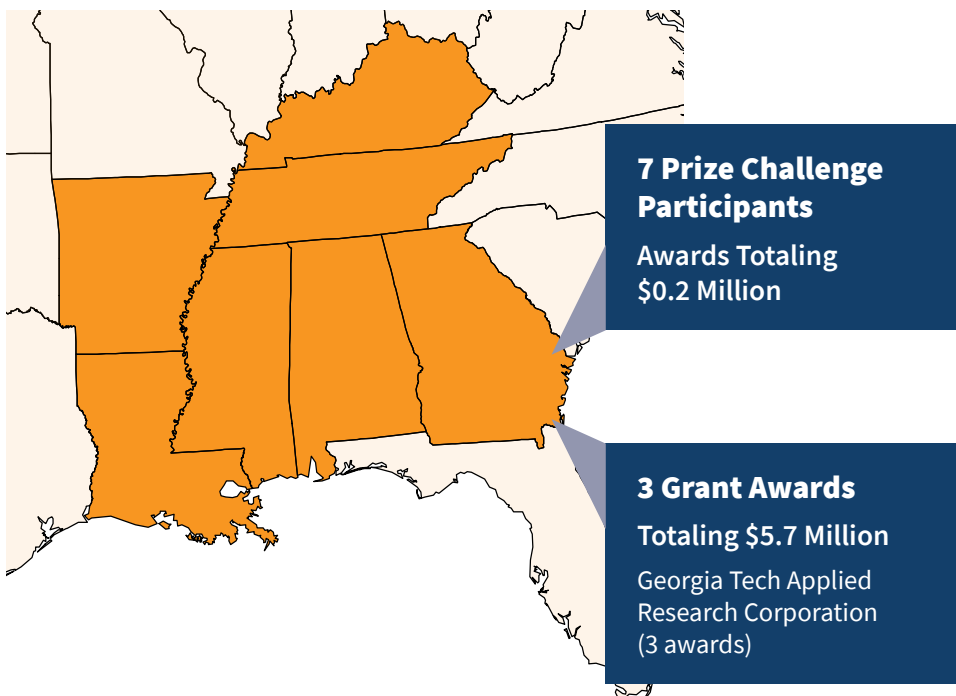 7 Prize Challenge
Participants
Awards Totaling
$0.2 Million
3 Grant Awards
Totaling $5.7 Million
Georgia Tech Applied
Research Corporation
(3 awards)